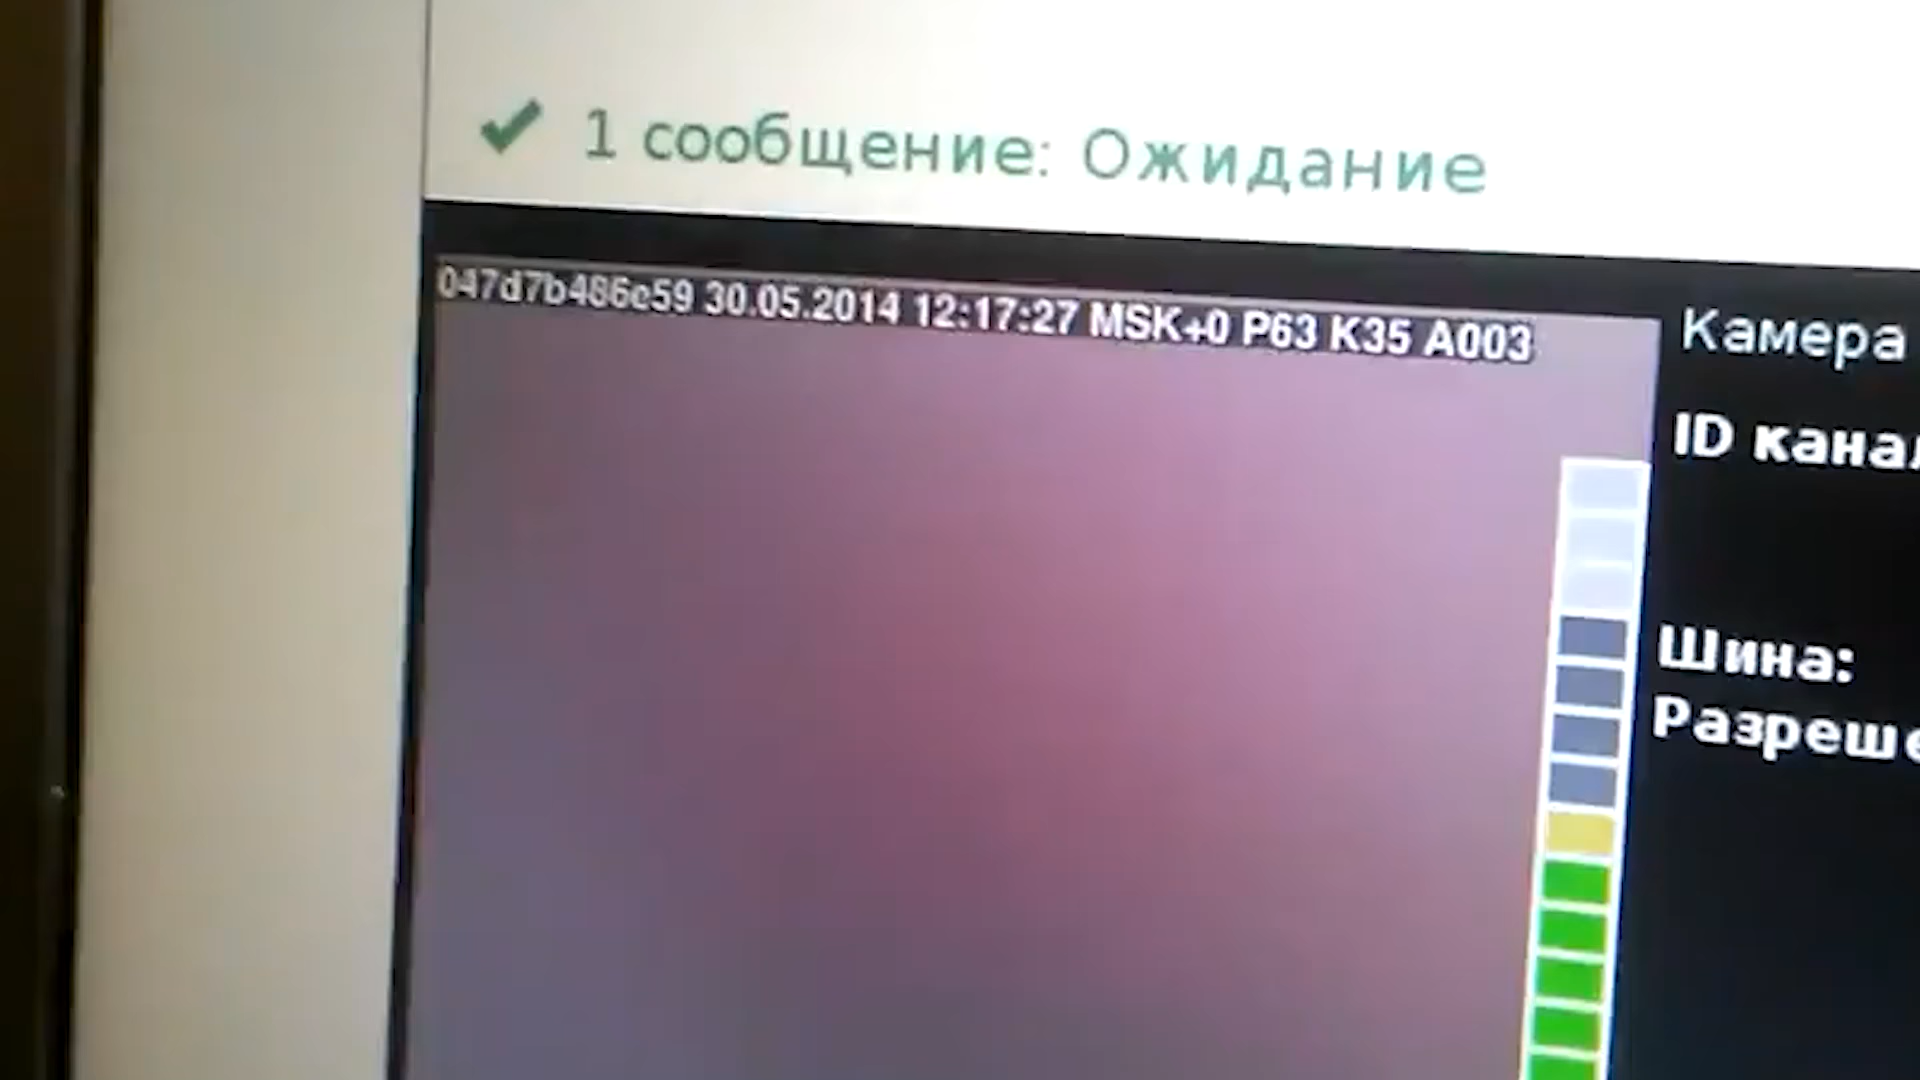 ✔ 1 сообщение: Ожидание
047d7b486e59 30.05.2014 12:17:27 MSK+0 P63 K35 A003
Камера
ID канал
Шина:
Разреше